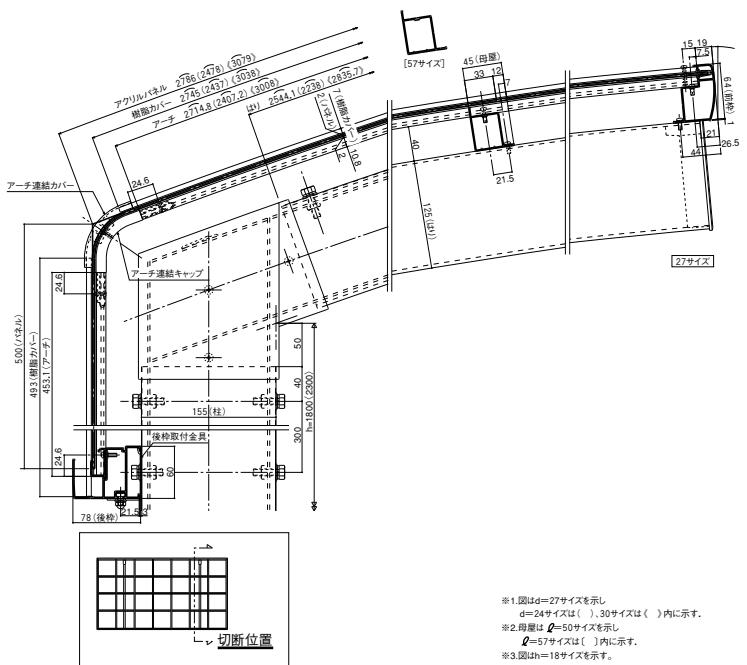 [57サイズ]
45(母屋)
33
12
7
15
19
7.5
64(前枠)
1
21
26.5
44
21.5
27サイズ
アクリルパネル 2786(2478)《3079》
樹脂カバー 2745(2437)《3038》
アーチ 2714.8(2407.2)《3008》
はり 2544.1(2238)《2835.7》
7(樹脂カバー)
2(パネル)
10.8
40
125(はり)
24.6
アーチ連結カバー
アーチ連結キャップ
24.6
500(パネル)
493(樹脂カバー)
453.1(アーチ)
24.6
50
40
300
h=1800(2300)
155(柱)
後枠取付金具
60
21.5
3
78(後枠)
切断位置
※1.図はd=27サイズを示し
d=24サイズは( )、30サイズは《 》内に示す.
※2.母屋はℓ=50サイズを示し
ℓ=57サイズは[ ]内に示す.
※3.図はh=18サイズを示す。